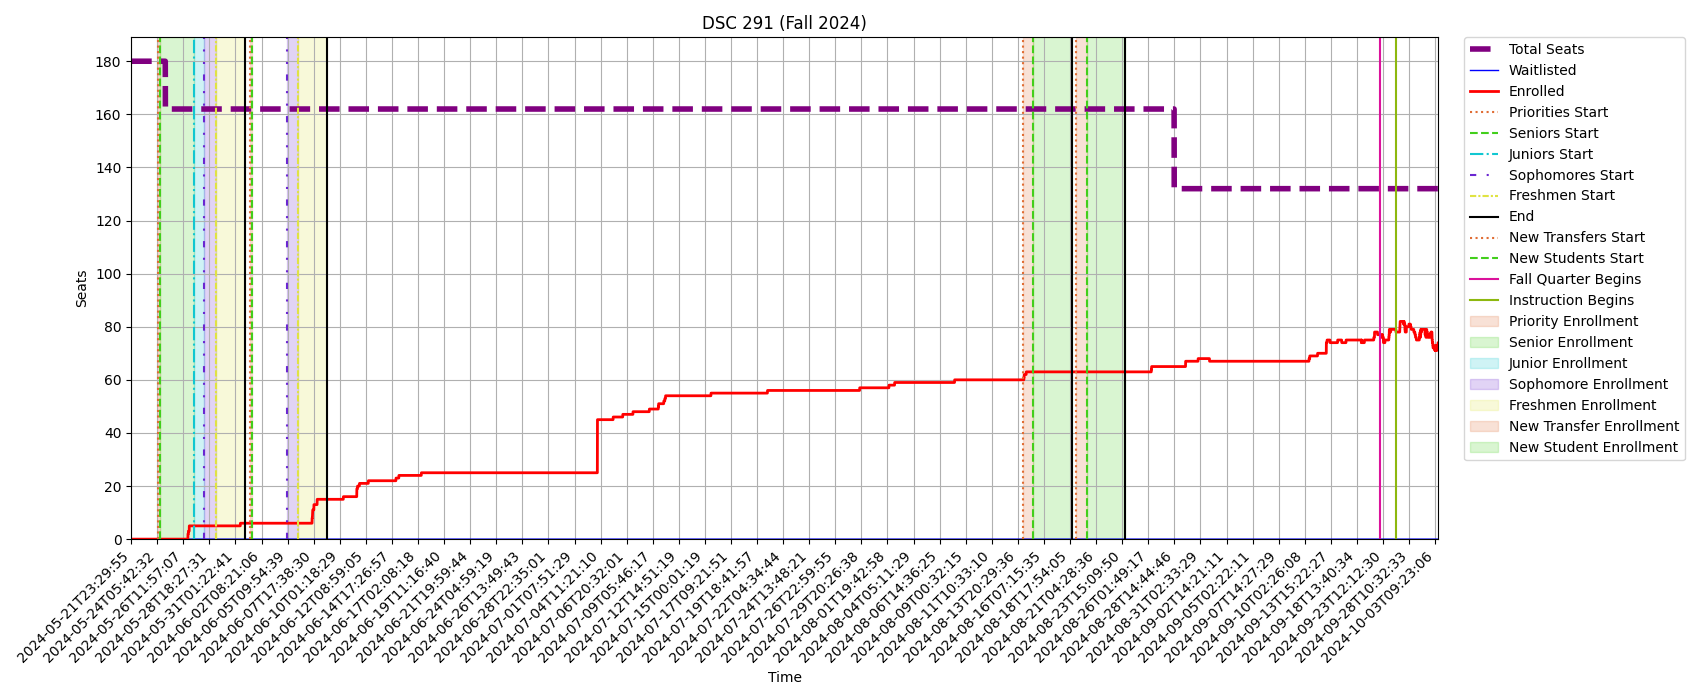 DSC 291 (Fall 2024)
Seats
180
160
140
120
100
80
60
40
20
0
2024-05-21T23:29:55
2024-05-24T05:42:32
2024-05-26T11:57:07
2024-05-28T18:27:31
2024-05-31T01:22:41
2024-06-02T08:21:06
2024-06-05T09:54:39
2024-06-07T17:38:30
2024-06-10T01:18:29
2024-06-12T08:59:05
2024-06-14T17:26:57
2024-06-17T02:08:18
2024-06-19T11:16:40
2024-06-21T19:59:44
2024-06-24T04:59:19
2024-06-26T13:49:43
2024-06-28T22:35:01
2024-07-01T07:51:29
2024-07-04T11:21:10
2024-07-06T20:32:01
2024-07-09T05:46:17
2024-07-12T14:51:19
2024-07-15T00:01:19
2024-07-17T09:21:51
2024-07-19T18:41:57
2024-07-22T04:34:44
2024-07-24T13:48:21
2024-07-26T22:59:55
2024-07-29T20:26:38
2024-08-01T19:42:58
2024-08-04T05:11:29
2024-08-06T14:36:25
2024-08-09T00:32:15
2024-08-11T10:33:10
2024-08-13T20:29:36
2024-08-16T07:15:35
2024-08-18T17:54:05
2024-08-21T04:28:36
2024-08-23T15:09:50
2024-08-26T01:49:17
2024-08-28T14:44:46
2024-08-31T02:33:29
2024-09-02T14:21:11
2024-09-05T02:22:11
2024-09-07T14:27:29
2024-09-10T02:26:08
2024-09-13T15:22:27
2024-09-18T13:40:34
2024-09-23T12:12:30
2024-09-28T10:32:33
2024-10-03T09:23:06
Time
Total Seats
Waitlisted
Enrolled
Priorities Start
Seniors Start
Juniors Start
Sophomores Start
Freshmen Start
End
New Transfers Start
New Students Start
Fall Quarter Begins
Instruction Begins
Priority Enrollment
Senior Enrollment
Junior Enrollment
Sophomore Enrollment
Freshmen Enrollment
New Transfer Enrollment
New Student Enrollment